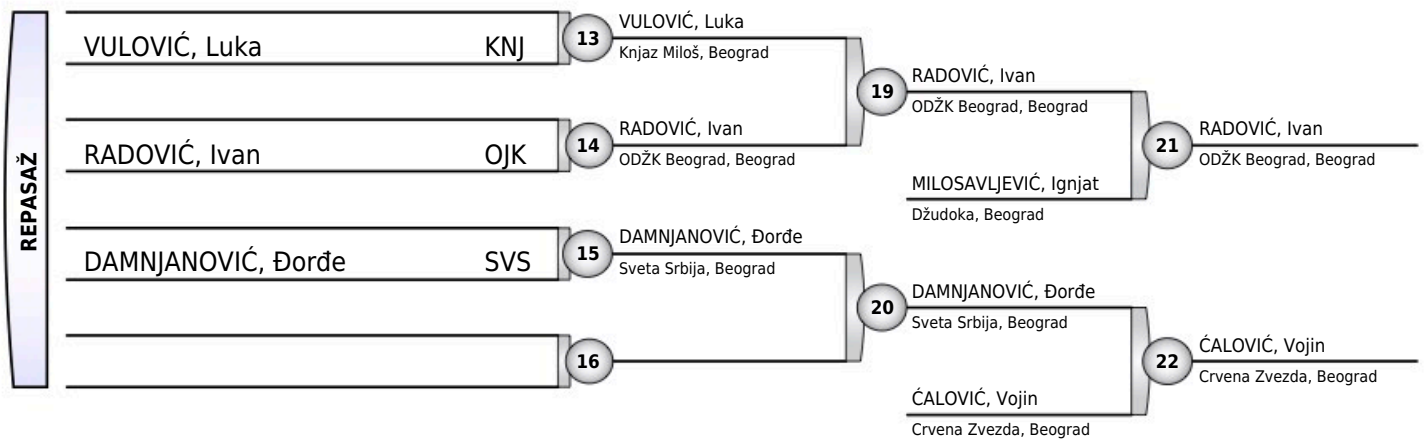 REPASAŽ
VULOVIĆ, Luka KNJ
RADOVIĆ, Ivan OJK
DAMNJANOVIĆ, Đorđe SVS
13
VULOVIĆ, Luka
Knjaz Miloš, Beograd
14
RADOVIĆ, Ivan
ODŽK Beograd, Beograd
15
DAMNJANOVIĆ, Đorđe
Sveta Srbija, Beograd
16
19
RADOVIĆ, Ivan
ODŽK Beograd, Beograd
MILOSAVLJEVIĆ, Ignjat
Džudoka, Beograd
20
DAMNJANOVIĆ, Đorđe
Sveta Srbija, Beograd
ĆALOVIĆ, Vojin
Crvena Zvezda, Beograd
21
RADOVIĆ, Ivan
ODŽK Beograd, Beograd
22
ĆALOVIĆ, Vojin
Crvena Zvezda, Beograd